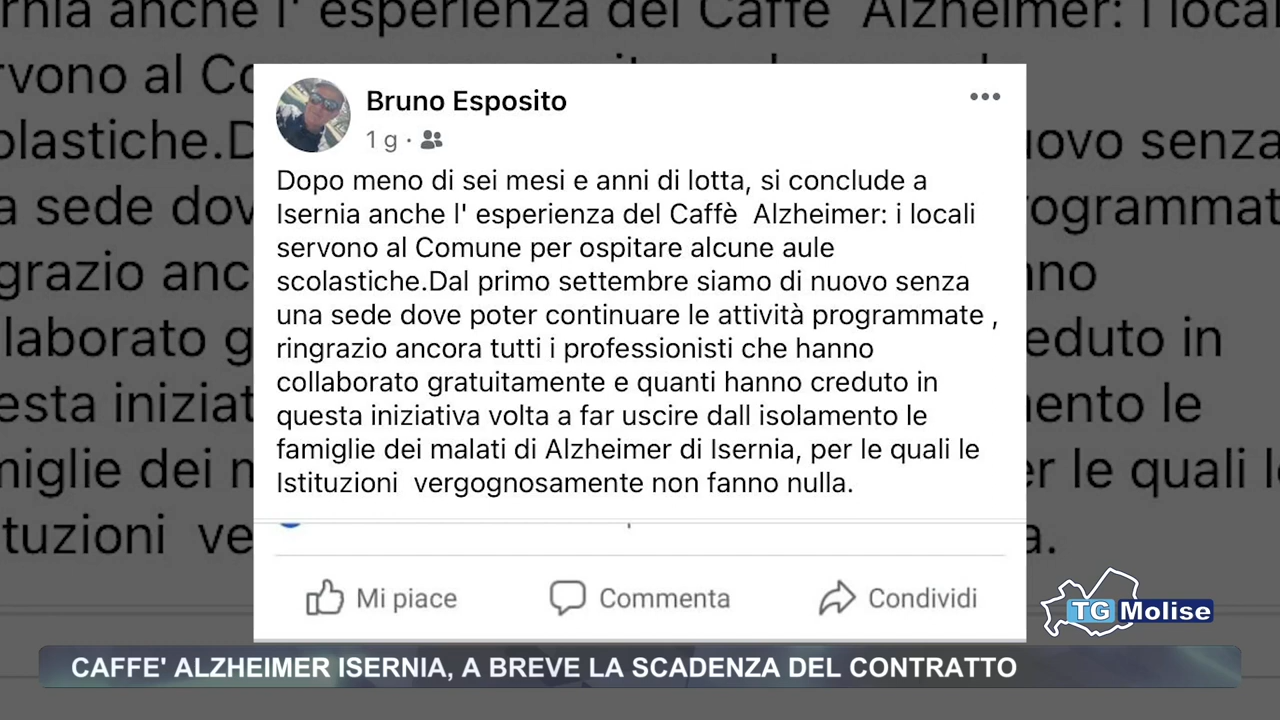 Bruno Esposito
1 g ·
Dopo meno di sei mesi e anni di lotta, si conclude a
Isernia anche l' esperienza del Caffè  Alzheimer: i locali
servono al Comune per ospitare alcune aule
scolastiche.Dal primo settembre siamo di nuovo senza
una sede dove poter continuare le attività programmate ,
ringrazio ancora tutti i professionisti che hanno
collaborato gratuitamente e quanti hanno creduto in
questa iniziativa volta a far uscire dall isolamento le
famiglie dei malati di Alzheimer di Isernia, per le quali le
Istituzioni  vergognosamente non fanno nulla.
Mi piace
Commenta
Condividi
TG Molise
CAFFE' ALZHEIMER ISERNIA, A BREVE LA SCADENZA DEL CONTRATTO